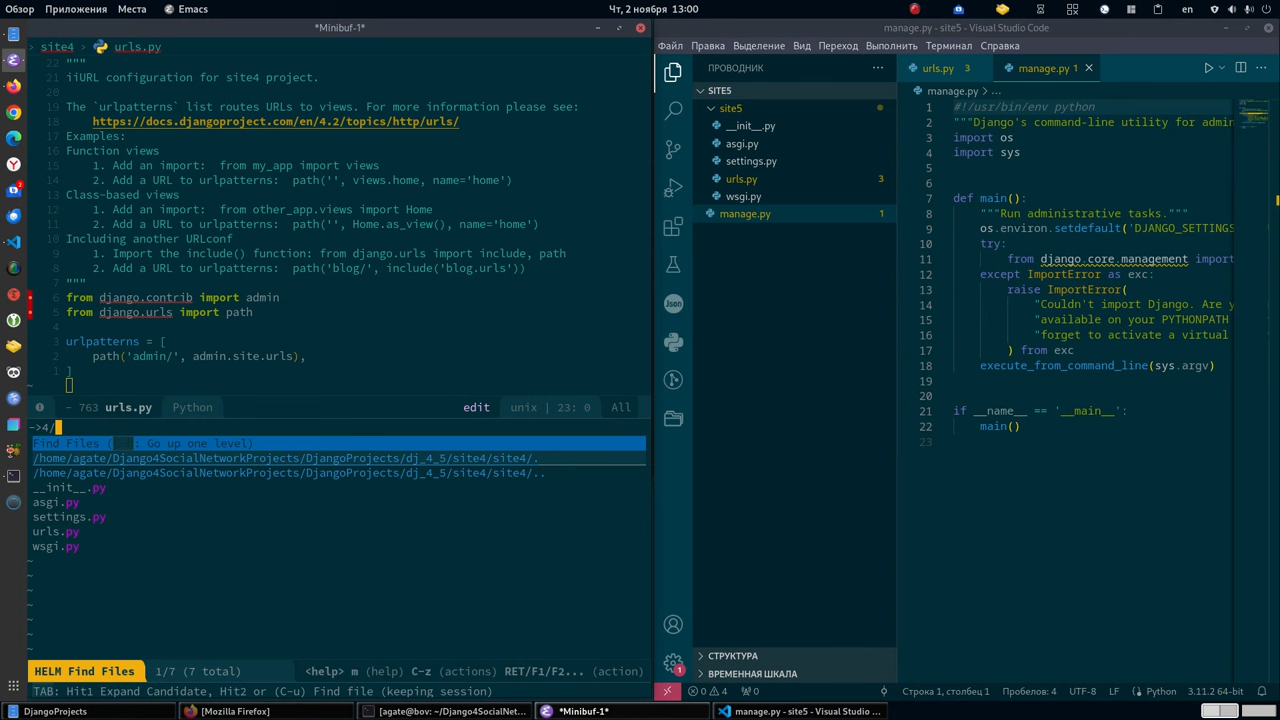 Обзор Приложения Места Emacs Чт, 2 ноября 13:00 en
*Minibuf-1*
manage.py - site5 - Visual Studio Code
> site4 > urls.py
Файл Правка Выделение Вид Переход Выполнить Терминал Справка
22 """
21 iiURL configuration for site4 project.
20
19 The `urlpatterns` list routes URLs to views. For more information please see:
18 https://docs.djangoproject.com/en/4.2/topics/http/urls/
17 Examples:
16 Function views
15 1. Add an import: from my_app import views
14 2. Add a URL to urlpatterns: path('', views.home, name='home')
13 Class-based views
12 1. Add an import: from other_app.views import Home
11 2. Add a URL to urlpatterns: path('', Home.as_view(), name='home')
10 Including another URLconf
9 1. Import the include() function: from django.urls import include, path
8 2. Add a URL to urlpatterns: path('blog/', include('blog.urls'))
7 """
6 from django.contrib import admin
5 from django.urls import path
4
3 urlpatterns = [
2 path('admin/', admin.site.urls),
1 ]
~
- 763 urls.py Python edit unix | 23: 0 All
->4/
Find Files ( : Go up one level)
/home/agate/Django4SocialNetworkProjects/DjangoProjects/dj_4_5/site4/site4/.
/home/agate/Django4SocialNetworkProjects/DjangoProjects/dj_4_5/site4/site4/..
__init__.py
asgi.py
settings.py
urls.py
wsgi.py
~
~
~
~
~
~
~
HELM Find Files 1/7 (7 total) <help> m (help) C-z (actions) RET/F1/F2... (action)
TAB: Hit1 Expand Candidate, Hit2 or (C-u) Find file (keeping session)
ПРОВОДНИК ...
SITE5
site5
__init__.py
asgi.py
settings.py
urls.py 3
wsgi.py
manage.py 1
СТРУКТУРА
ВРЕМЕННАЯ ШКАЛА
Json
1
urls.py 3 manage.py 1 ×
manage.py > ...
1 #!/usr/bin/env python
2 """Django's command-line utility for admin
3 import os
4 import sys
5
6
7 def main():
8 """Run administrative tasks."""
9 os.environ.setdefault('DJANGO_SETTINGS
10 try:
11 from django.core.management import
12 except ImportError as exc:
13 raise ImportError(
14 "Couldn't import Django. Are y
15 "available on your PYTHONPATH
16 "forget to activate a virtual
17 ) from exc
18 execute_from_command_line(sys.argv)
19
20
21 if __name__ == '__main__':
22 main()
23
0 4 0 Строка 1, столбец 1 Пробелов: 4 UTF-8 LF Python 3.11.2 64-bit
DjangoProjects [Mozilla Firefox] [agate@bov: ~/Django4SocialNet... *Minibuf-1* manage.py - site5 - Visual Studio ...